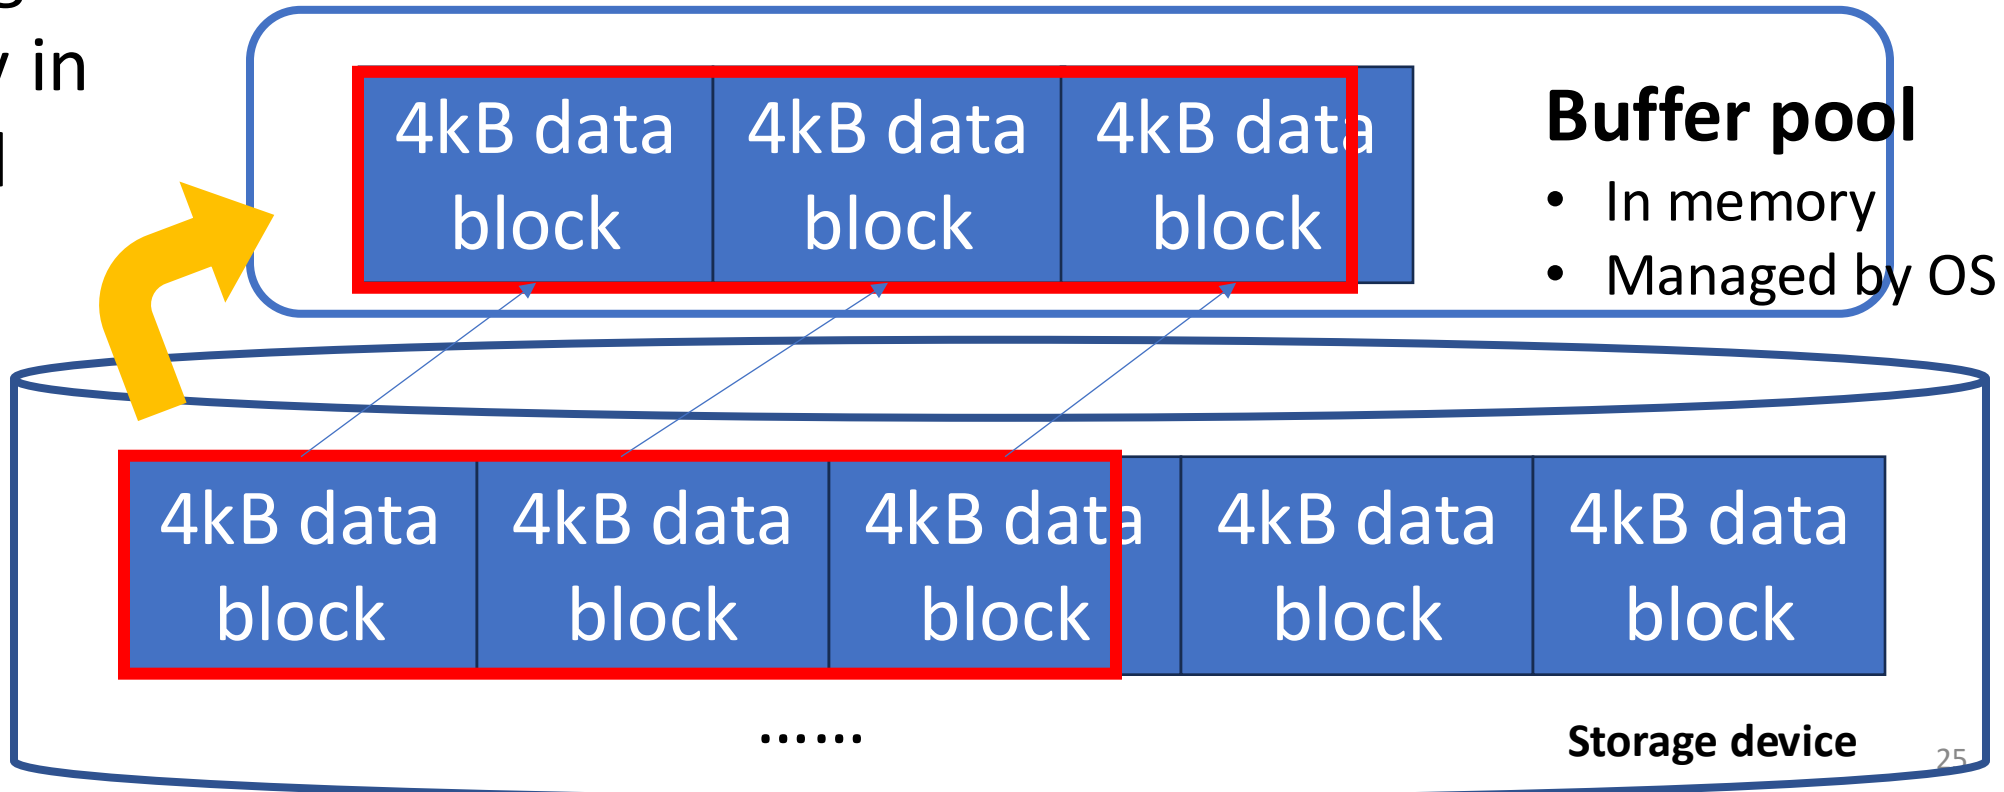 in
4kB data
block
4kB data
block
4kB data
block
Buffer pool
• In memory
• Managed by OS
4kB data
block
4kB data
block
4kB data
block
4kB data
block
4kB data
block
......
Storage device
25